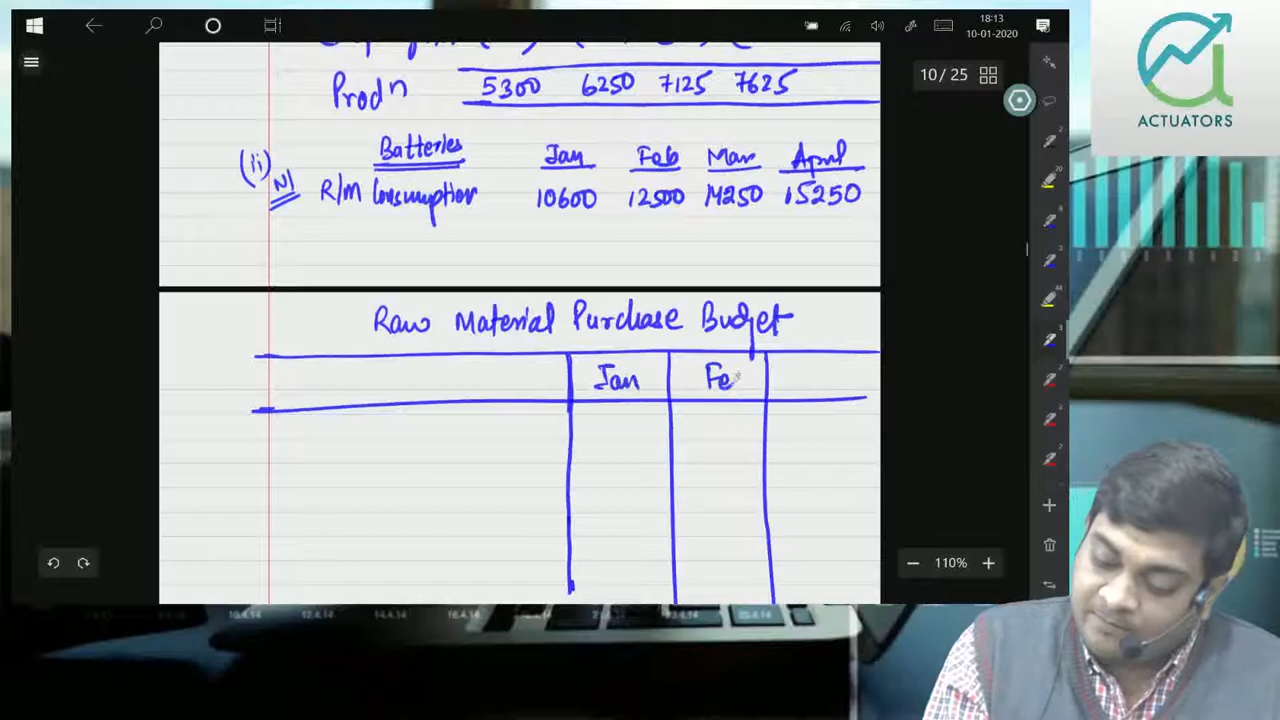 18:13
10-01-2020
10 / 25
ACTUATORS
Prodn 5300 6250 7125 7625
(ii) Batteries Jan Feb Mar April
N1 R/m Consumption 10600 12500 14250 15250
Raw Material Purchase Budget
Jan Fe
110%